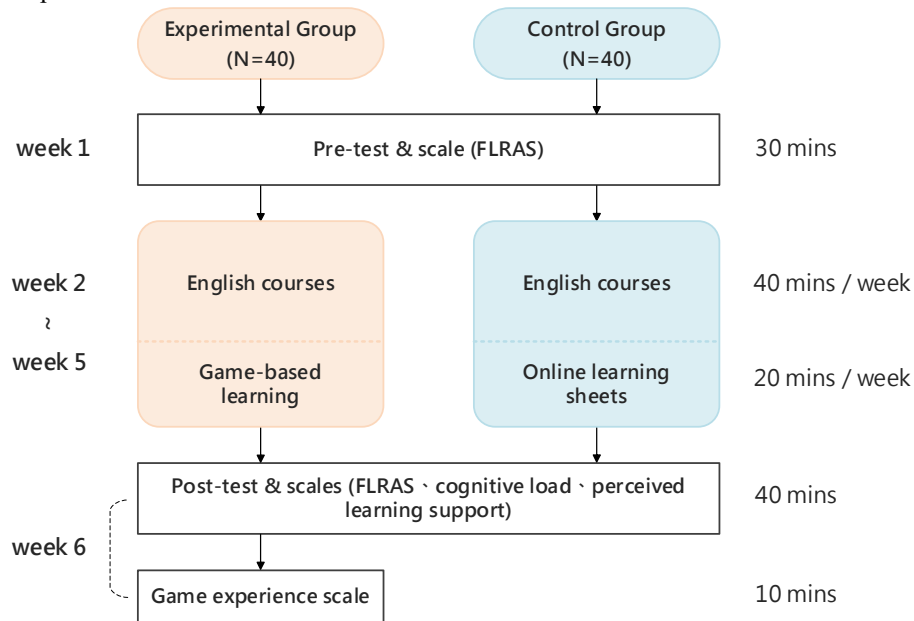 Experimental Group
(N=40)
Control Group
(N=40)
week 1
Pre-test & scale (FLRAS)
30 mins
week 2
~
week 5
English courses
English courses
40 mins / week
Game-based
learning
Online learning
sheets
20 mins / week
Post-test & scales (FLRAS、cognitive load、perceived
learning support)
40 mins
week 6
Game experience scale
10 mins